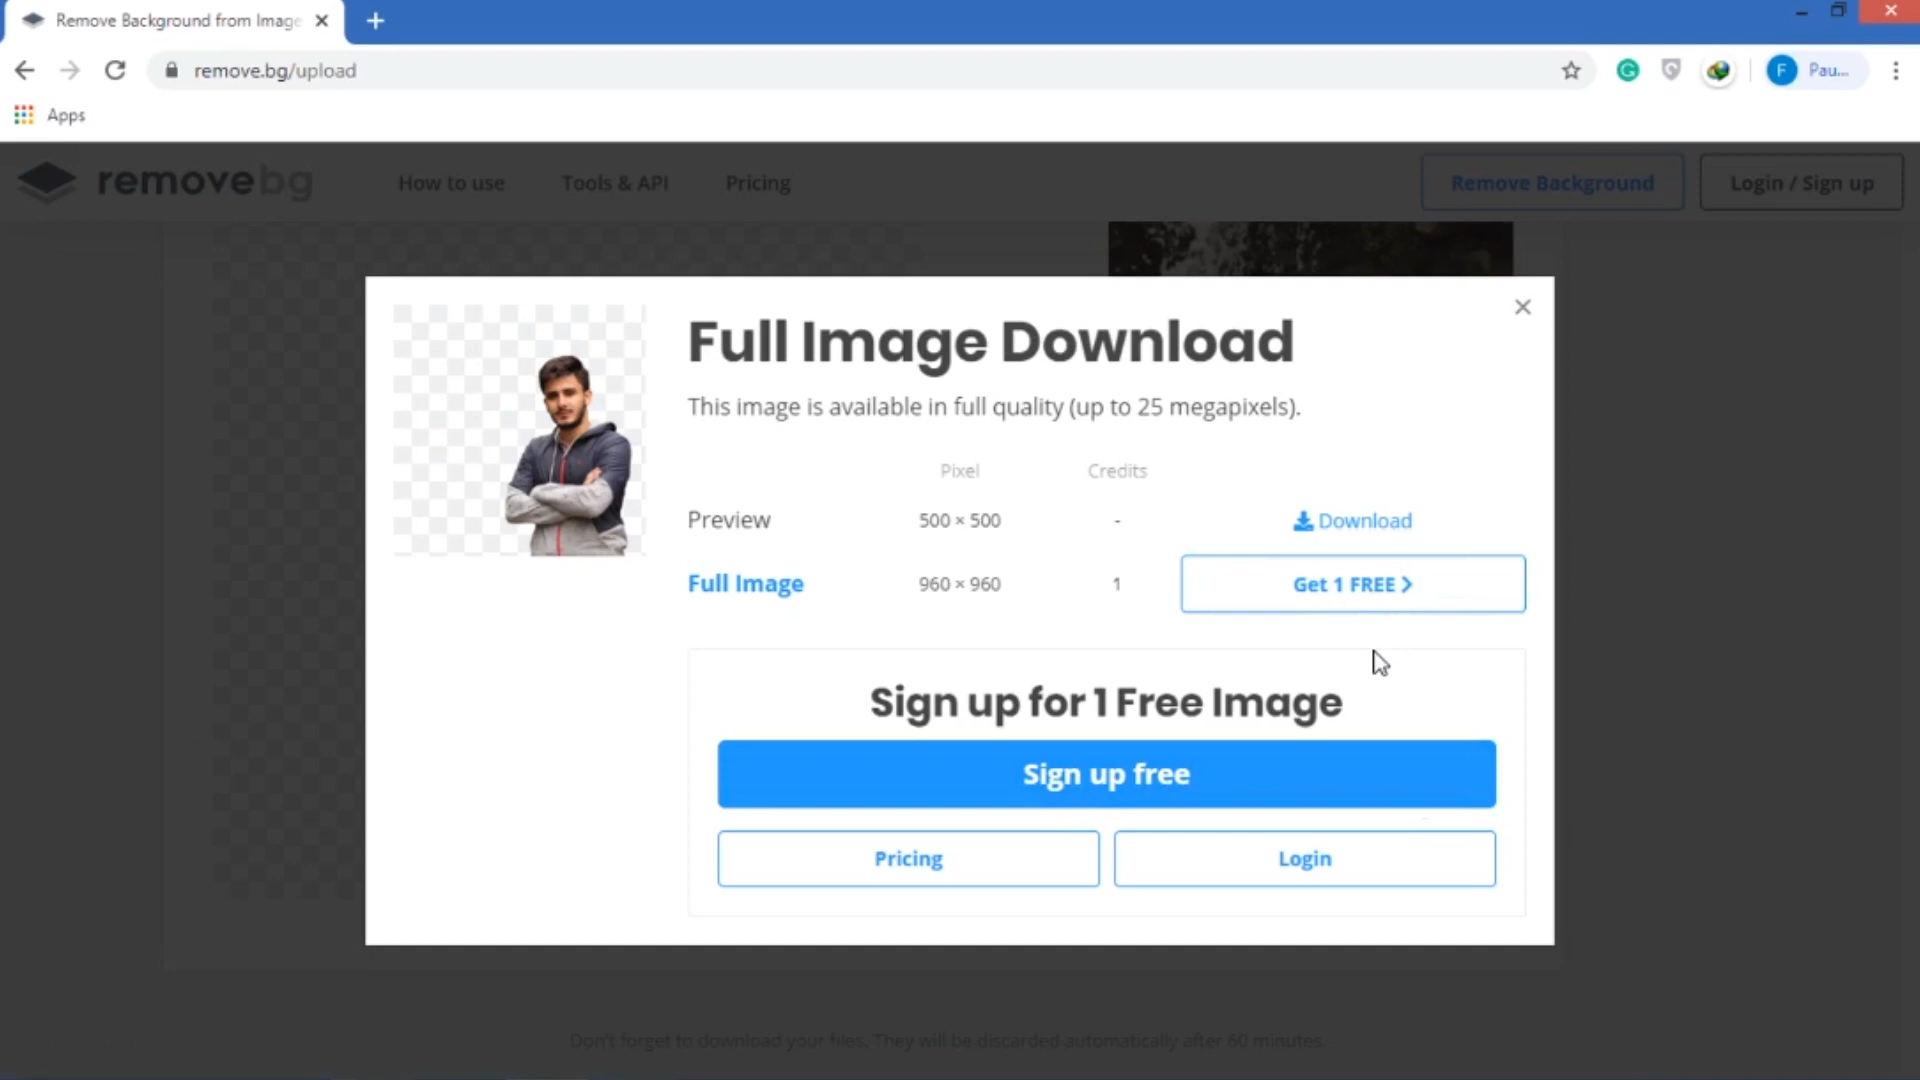 Remove Background from Image
remove.bg/upload
F Pau...
Apps
removebg
How to use
Tools & API
Pricing
Remove Background
Login / Sign up
Full Image Download
This image is available in full quality (up to 25 megapixels).
Pixel Credits
Preview 500 × 500 - Download
Full Image 960 × 960 1 Get 1 FREE
Sign up for 1 Free Image
Sign up free
Pricing
Login
Don't forget to download your files. They will be discarded automatically after 60 minutes.